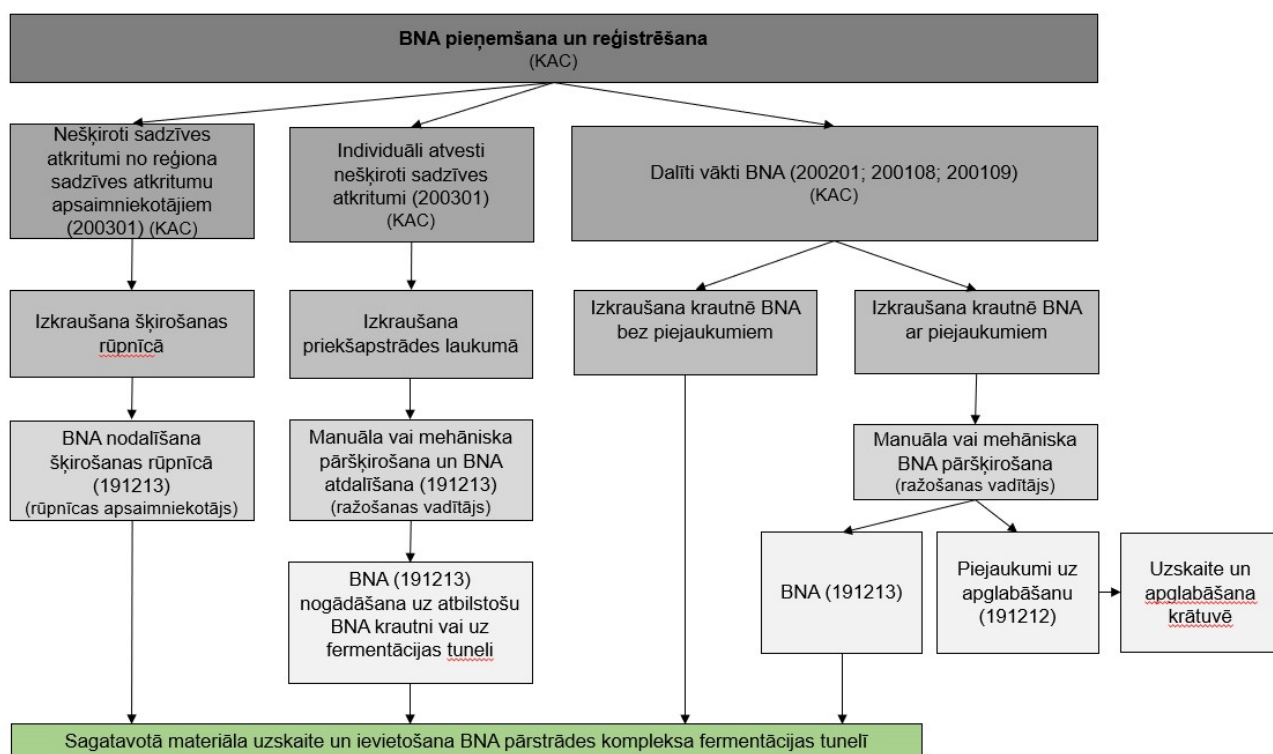 BNA pieņemšana un reģistrēšana
(KAC)
Nešķiroti sadzīves
atkritumi no reģiona
sadzīves atkritumu
apsaimniekotājiem
(200301) (KAC)
Individuāli atvesti
nešķiroti sadzīves
atkritumi (200301)
(KAC)
Dalīti vākti BNA (200201; 200108; 200109)
(KAC)
Izkraušana šķirošanas
rūpnīcā
Izkraušana
priekšapstrādes laukumā
Izkraušana krautnē BNA
bez piejaukumiem
Izkraušana krautnē BNA
ar piejaukumiem
BNA nodalīšana
šķirošanas rūpnīcā
(191213)
(rūpnīcas apsaimniekotājs)
Manuāla vai mehāniska
pāršķirošana un BNA
atdalīšana (191213)
(ražošanas vadītājs)
Manuāla vai mehāniska
BNA pāršķirošana
(ražošanas vadītājs)
BNA (191213)
nogādāšana uz atbilstošu
BNA krautni vai uz
fermentācijas tuneli
BNA (191213)
Piejaukumi uz
apglabāšanu
(191212)
Uzskaite un
apglabāšana
krātuvē
Sagatavotā materiāla uzskaite un ievietošana BNA pārstrādes kompleksa fermentācijas tunelī